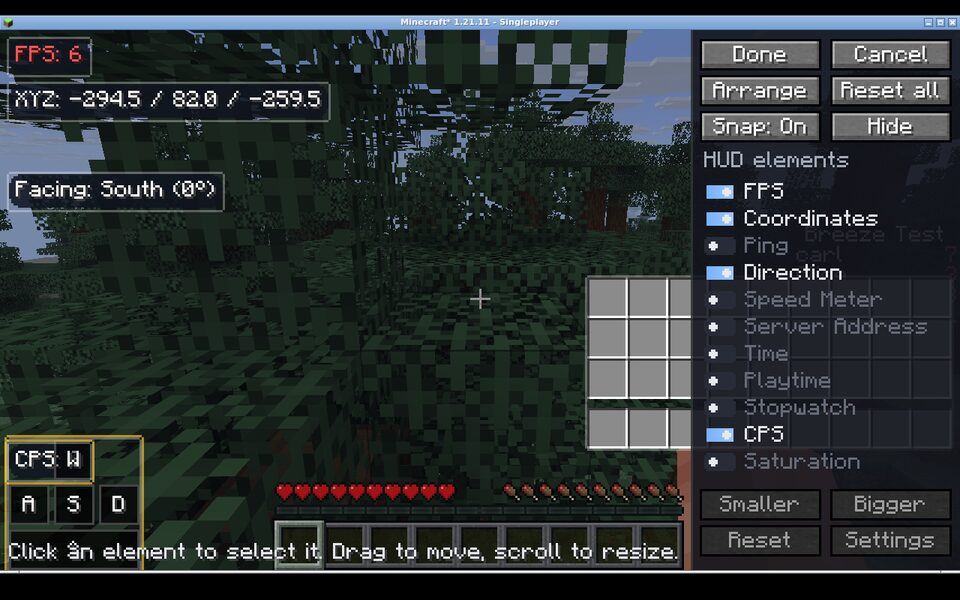 Minecraft* 1.21.11 - Singleplayer
FPS: 6
XYZ: -294.5 / 82.0 / -259.5
Facing: South (0°)
CPS
W
A S D
Click an element to select it. Drag to move, scroll to resize.
Done Cancel
Arrange Reset all
Snap: On Hide
HUD elements
FPS
Coordinates
Breeze Test
Ping
carl
Direction
Speed Meter
Server Address
Time
Playtime
Stopwatch
CPS
Saturation
Smaller Bigger
Reset Settings